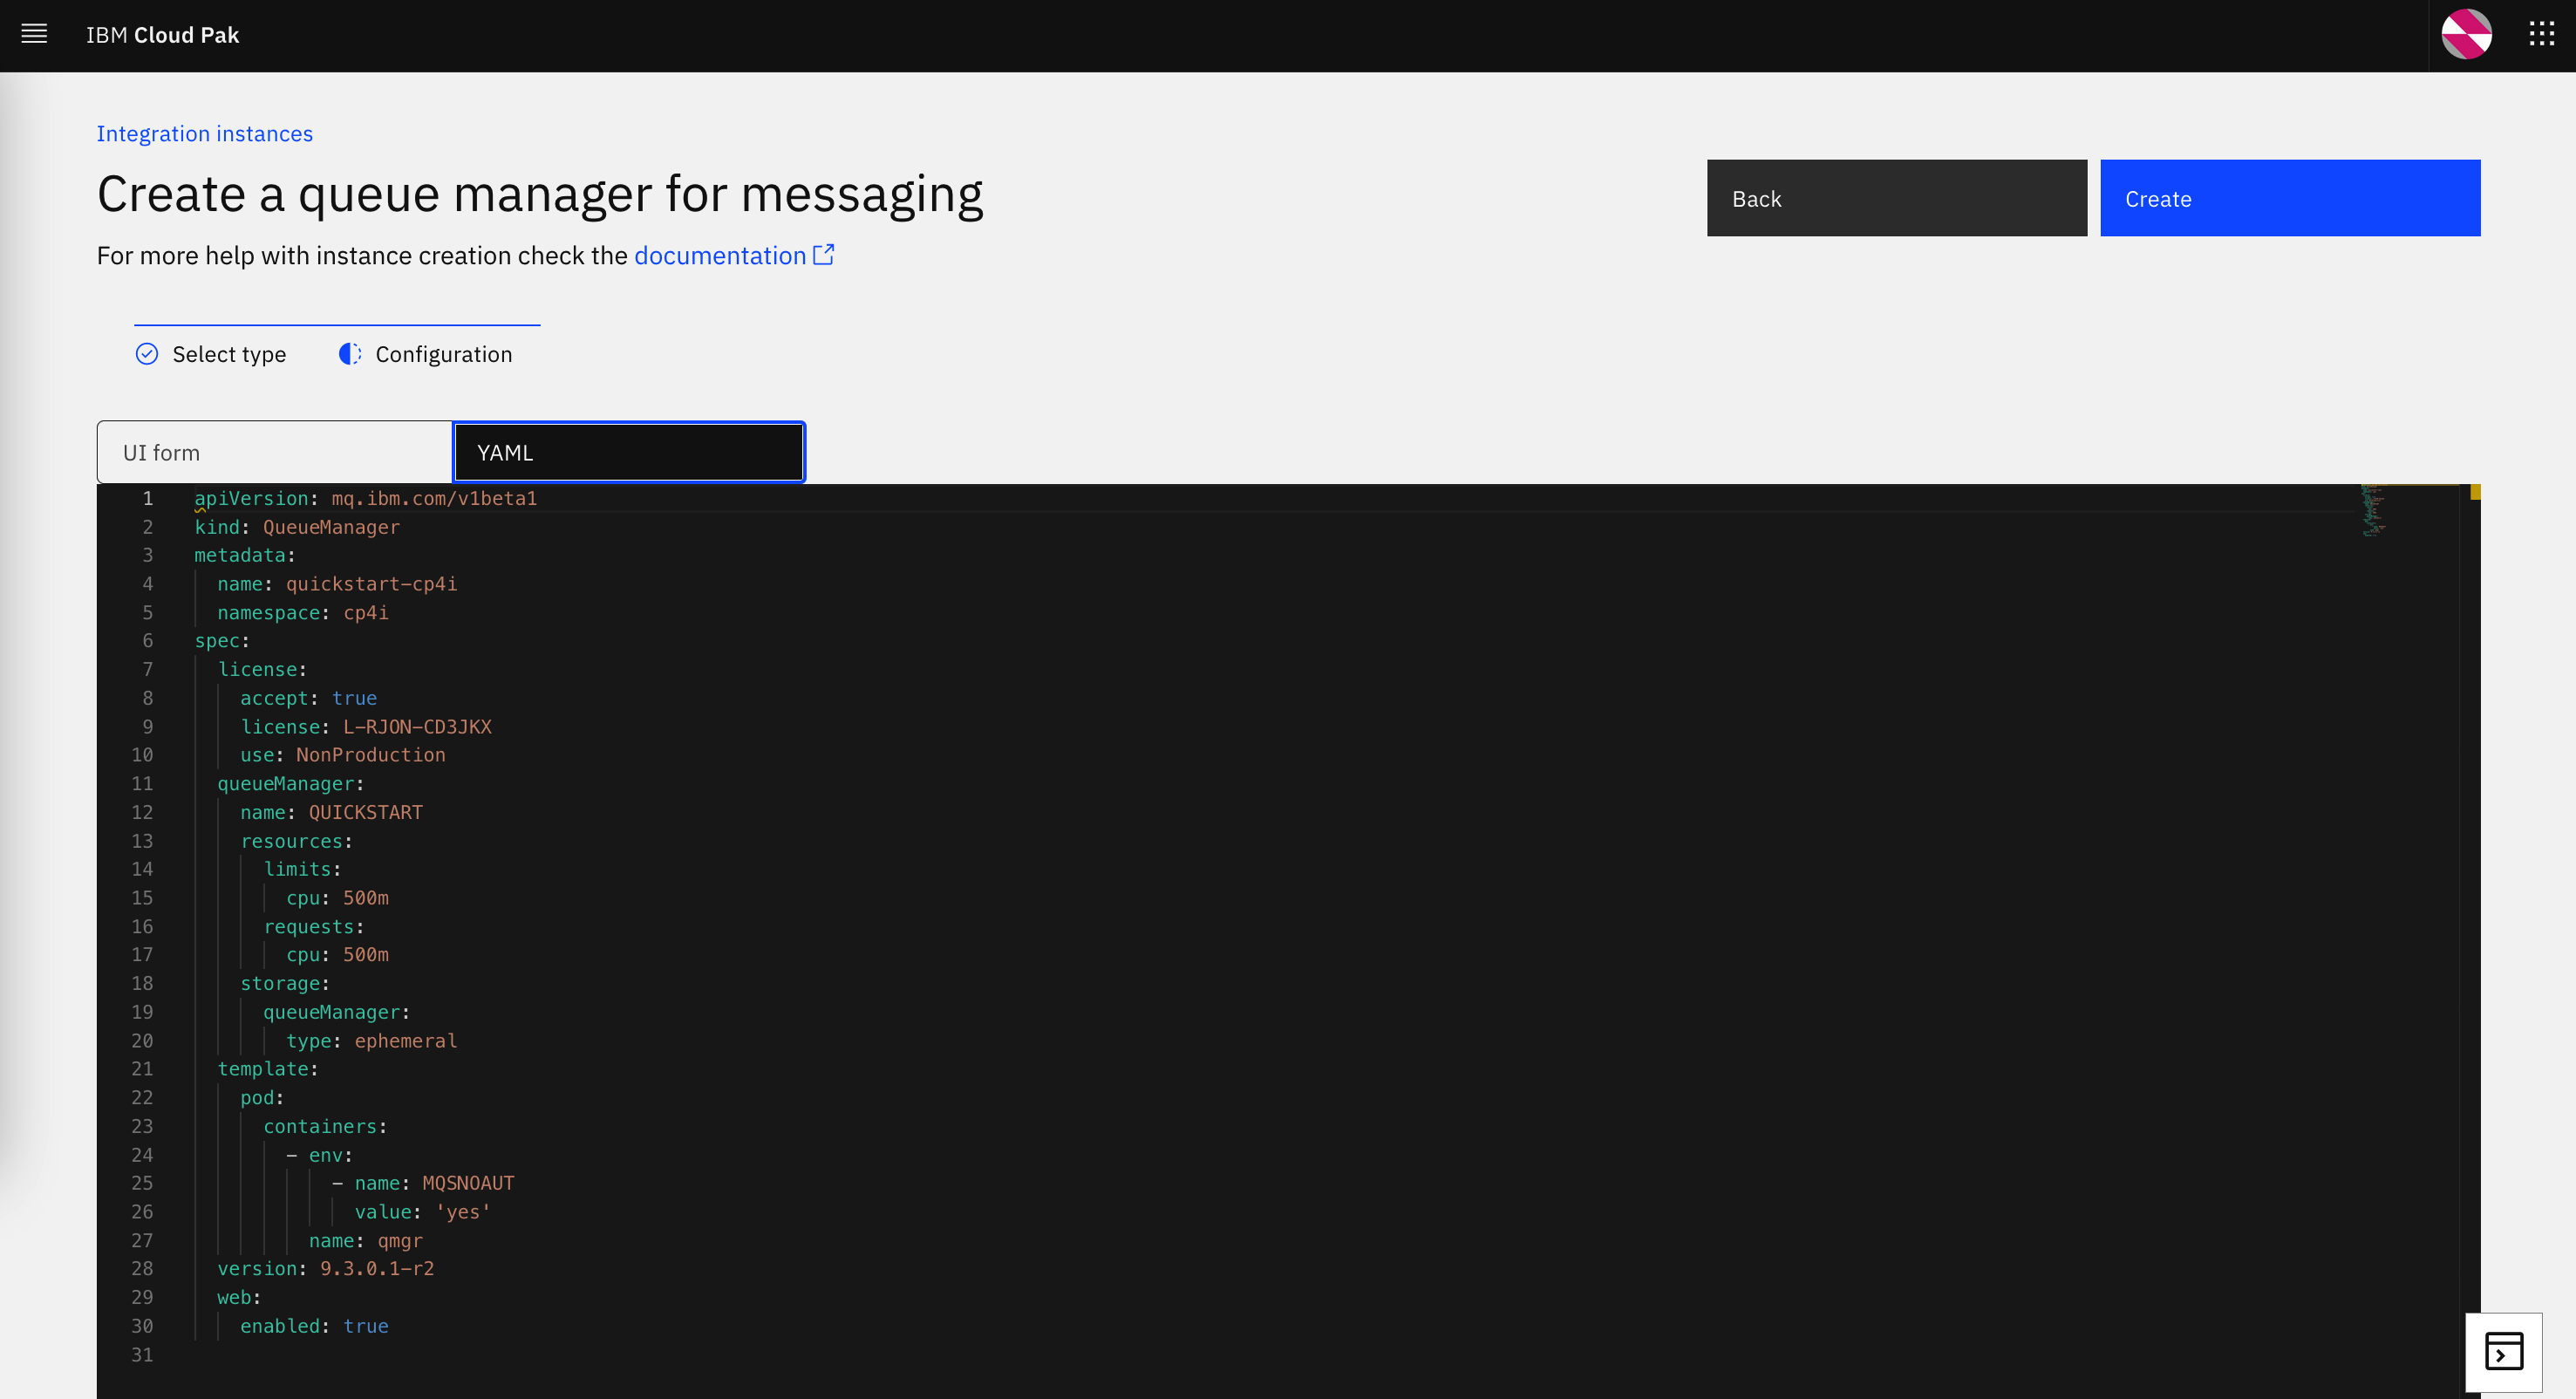 IBM Cloud Pak
Integration instances
Create a queue manager for messaging
Back
Create
For more help with instance creation check the documentation
Select type
Configuration
UI form
YAML
1 apiVersion: mq.ibm.com/v1beta1
2 kind: QueueManager
3 metadata:
4   name: quickstart-cp4i
5   namespace: cp4i
6 spec:
7   license:
8     accept: true
9     license: L-RJON-CD3JKX
10     use: NonProduction
11   queueManager:
12     name: QUICKSTART
13     resources:
14       limits:
15         cpu: 500m
16       requests:
17         cpu: 500m
18     storage:
19       queueManager:
20         type: ephemeral
21   template:
22     pod:
23       containers:
24         - env:
25             - name: MQSNOAUT
26               value: 'yes'
27           name: qmgr
28   version: 9.3.0.1-r2
29   web:
30     enabled: true
31